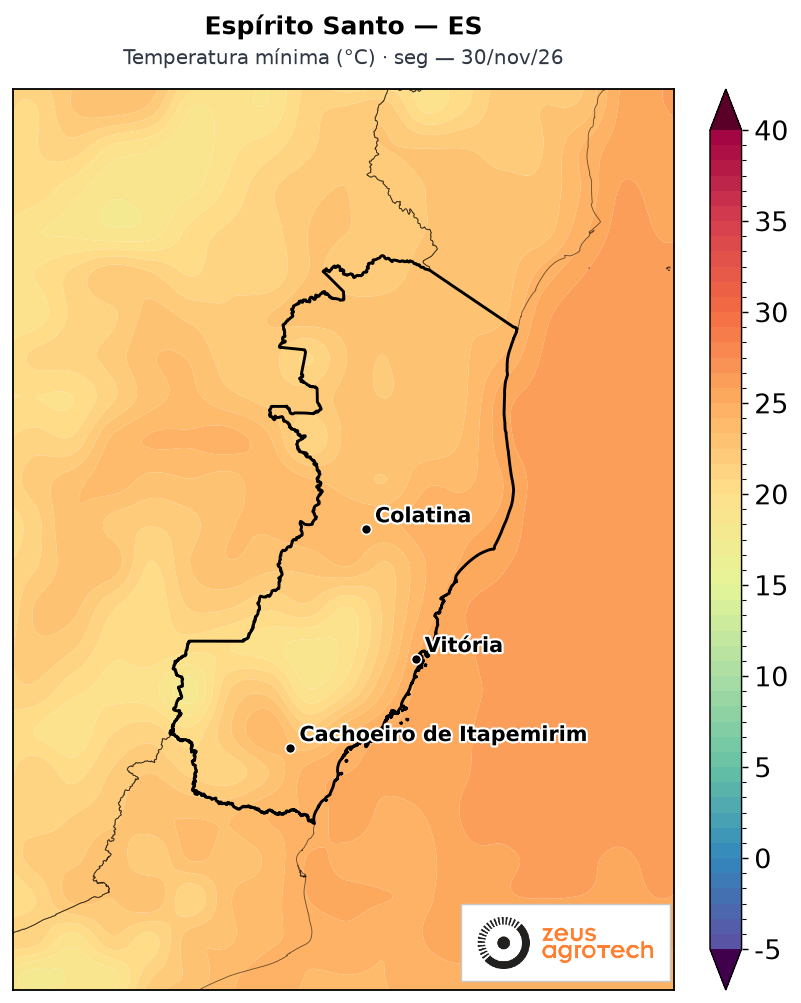 Espírito Santo — ES
Temperatura mínima (°C) · seg — 30/nov/26
40
35
30
25
20
15
10
5
0
-5
Colatina
Vitória
Cachoeiro de Itapemirim
zeus
agrotech